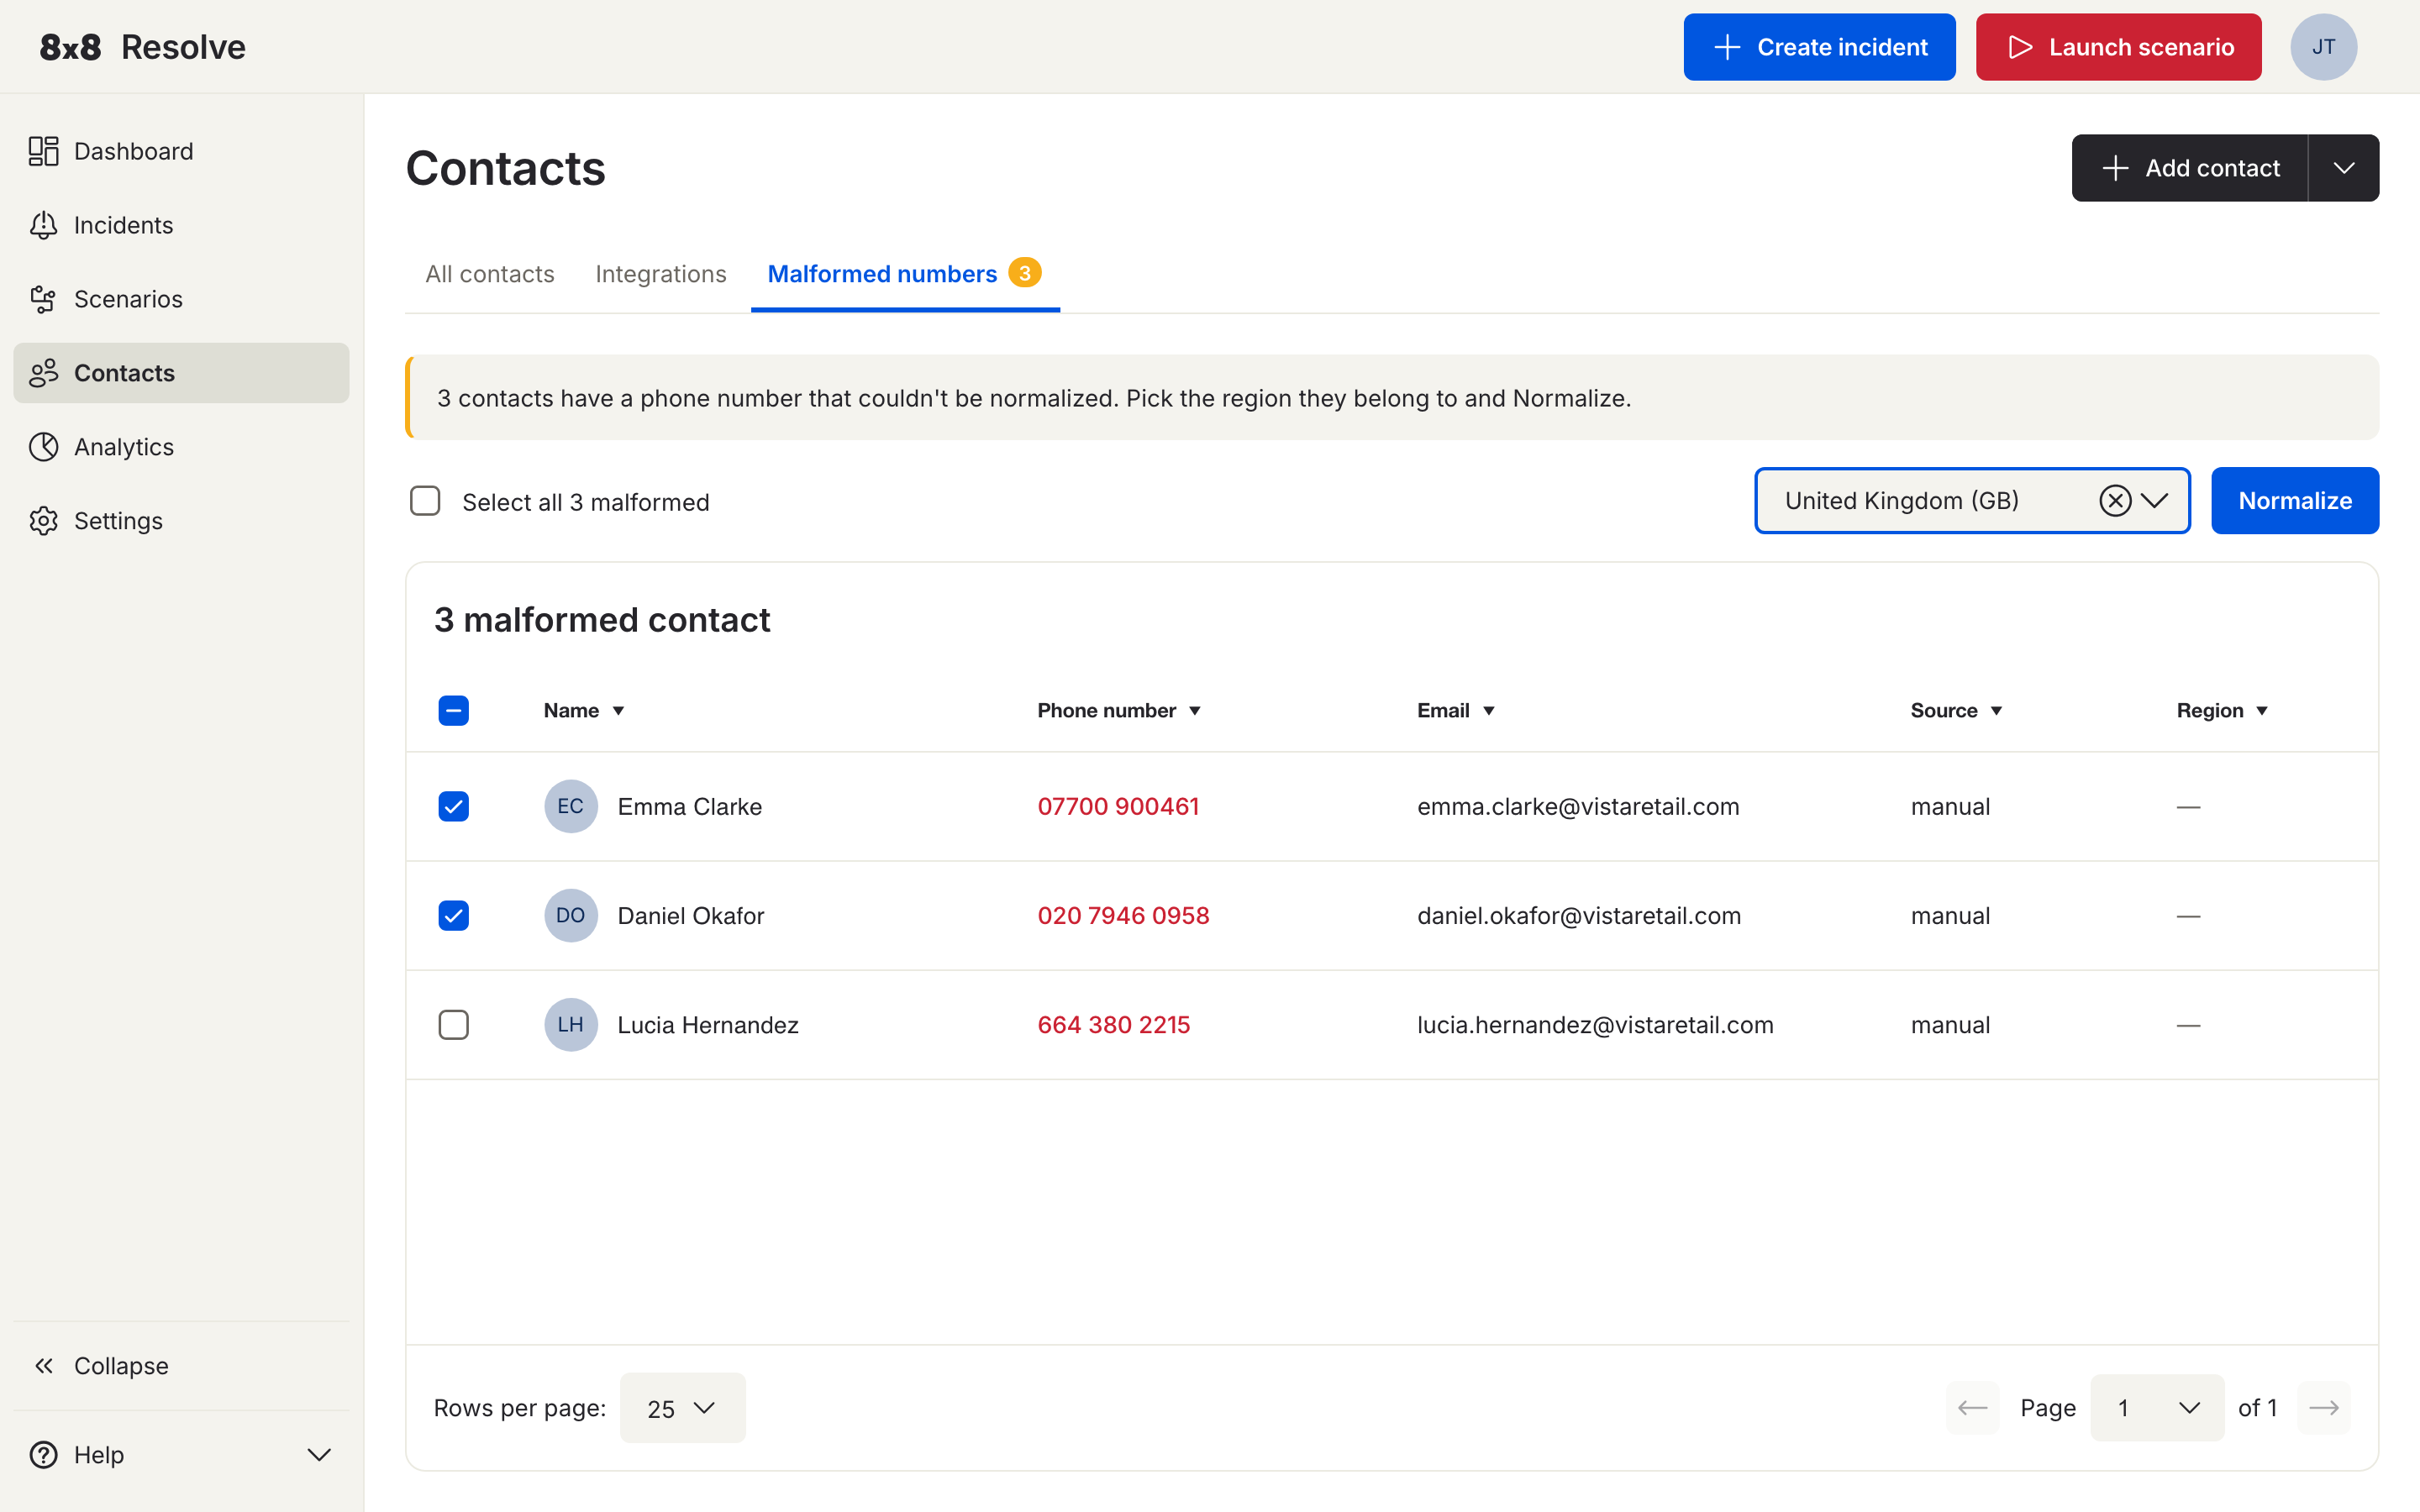 8x8 Resolve
Create incident
Launch scenario
JT
Dashboard
Incidents
Scenarios
Contacts
Analytics
Settings
Collapse
Help
Contacts
Add contact
All contacts
Integrations
Malformed numbers 3
3 contacts have a phone number that couldn't be normalized. Pick the region they belong to and Normalize.
Select all 3 malformed
United Kingdom (GB)
Normalize
3 malformed contact
Name Phone number Email Source Region
EC Emma Clarke 07700 900461 emma.clarke@vistaretail.com manual —
DO Daniel Okafor 020 7946 0958 daniel.okafor@vistaretail.com manual —
LH Lucia Hernandez 664 380 2215 lucia.hernandez@vistaretail.com manual —
Rows per page: 25
Page 1 of 1